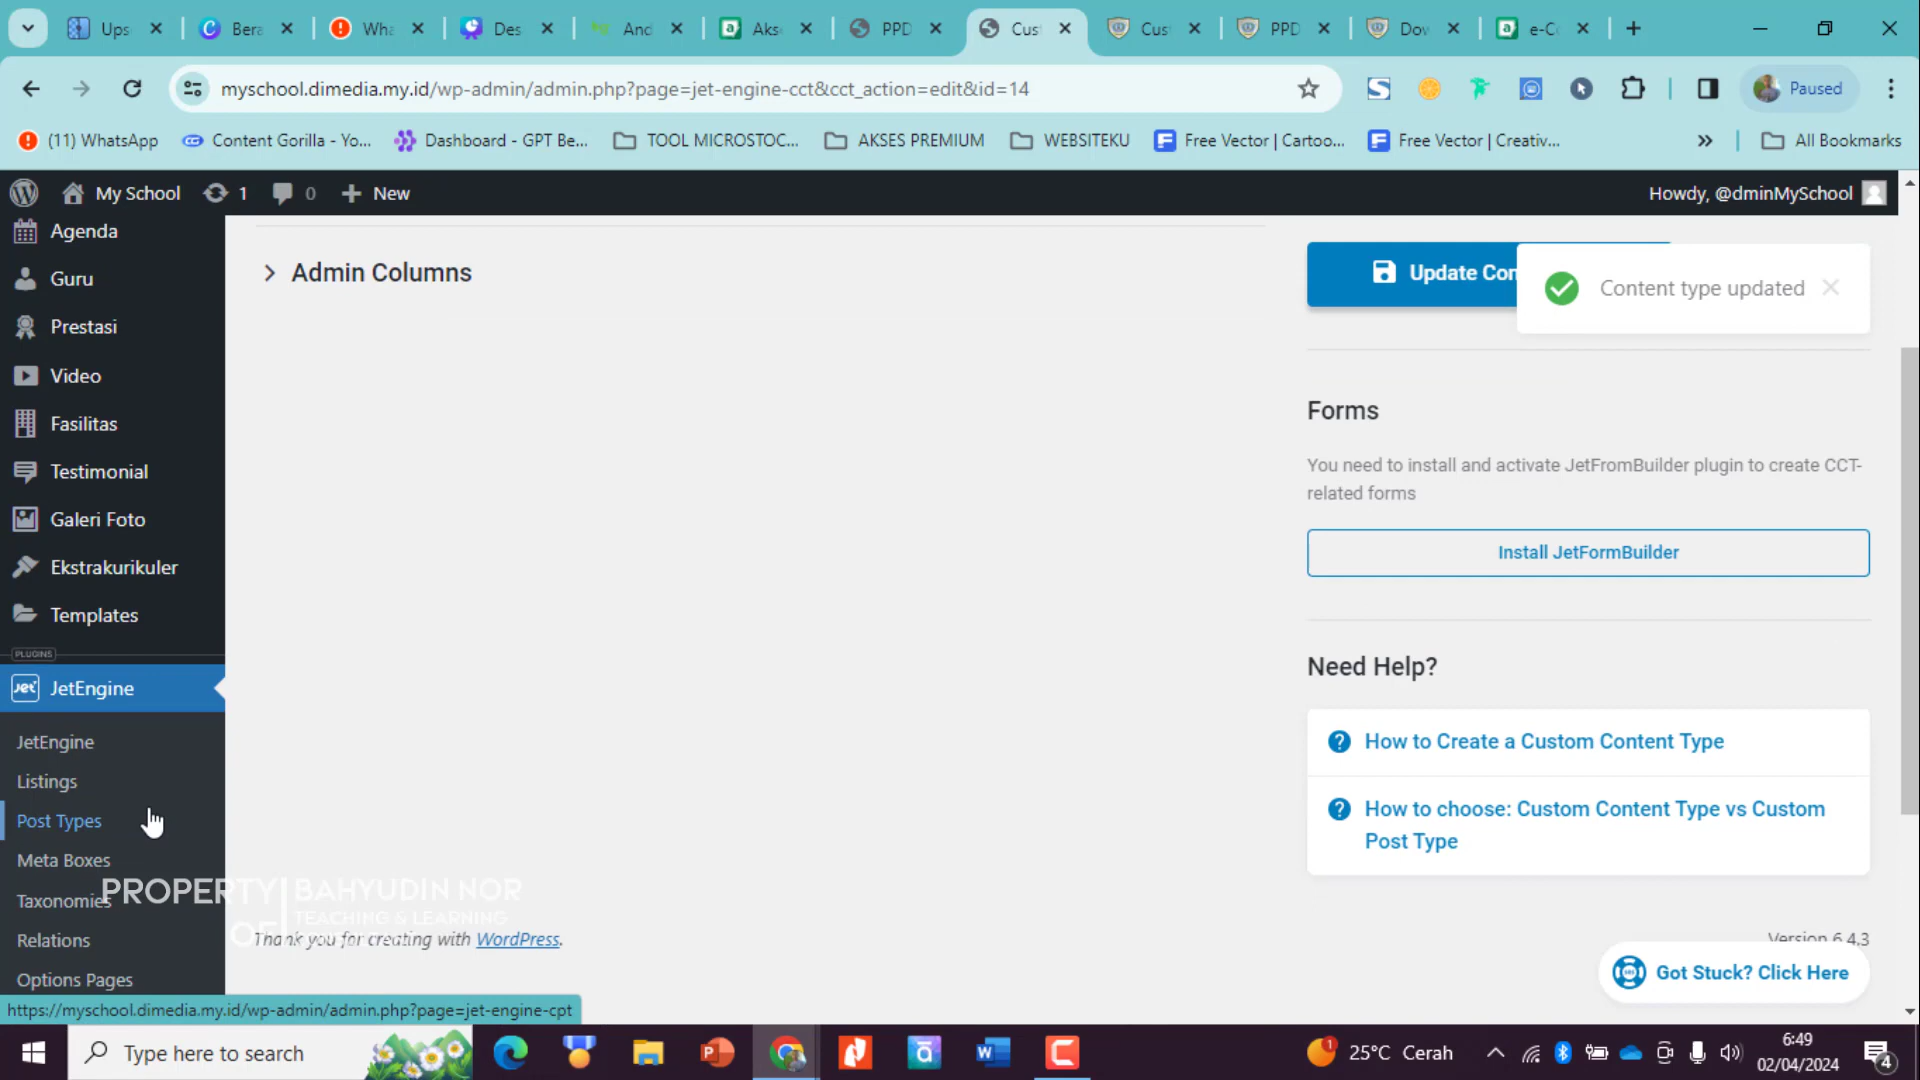 Ups
Bera
Wha
Des
And
Aks
PPD
Cus
Cus
PPD
Dov
e-Co
myschool.dimedia.my.id/wp-admin/admin.php?page=jet-engine-cct&cct_action=edit&id=14
Paused
(11) WhatsApp
Content Gorilla - Yo...
Dashboard - GPT Be...
TOOL MICROSTOC...
AKSES PREMIUM
WEBSITEKU
Free Vector | Cartoo...
Free Vector | Creativ...
All Bookmarks
My School
1
0
New
Howdy, @dminMySchool
Agenda
Guru
Prestasi
Video
Fasilitas
Testimonial
Galeri Foto
Ekstrakurikuler
Templates
PLUGINS
JetEngine
JetEngine
Listings
Post Types
Meta Boxes
Taxonomies
Relations
Options Pages
Admin Columns
Update Con
Content type updated
Forms
You need to install and activate JetFromBuilder plugin to create CCT-
related forms
Install JetFormBuilder
Need Help?
How to Create a Custom Content Type
How to choose: Custom Content Type vs Custom
Post Type
PROPERTY
OF
BAHYUDIN NOR
TEACHING & LEARNING
Thank you for creating with WordPress.
Version 6.4.3
Got Stuck? Click Here
https://myschool.dimedia.my.id/wp-admin/admin.php?page=jet-engine-cpt
Type here to search
25°C Cerah
6:49
02/04/2024
4